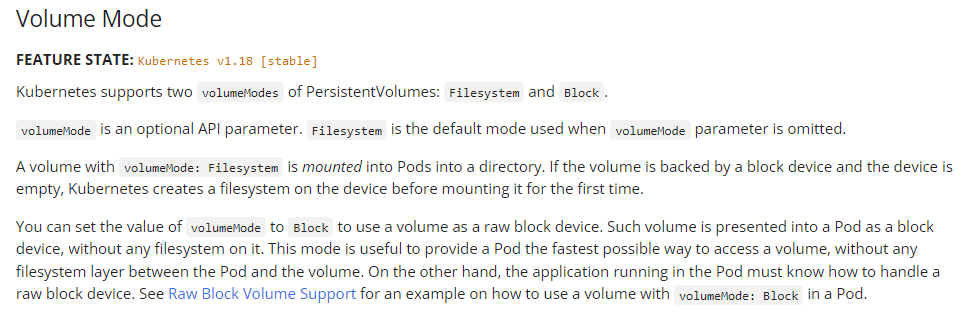 Volume Mode
FEATURE STATE: Kubernetes v1.18 [stable]
Kubernetes supports two volumeModes of PersistentVolumes: Filesystem and Block.
volumeMode is an optional API parameter. Filesystem is the default mode used when volumeMode parameter is omitted.
A volume with volumeMode: Filesystem is mounted into Pods into a directory. If the volume is backed by a block device and the device is
empty, Kubernetes creates a filesystem on the device before mounting it for the first time.
You can set the value of volumeMode to Block to use a volume as a raw block device. Such volume is presented into a Pod as a block
device, without any filesystem on it. This mode is useful to provide a Pod the fastest possible way to access a volume, without any
filesystem layer between the Pod and the volume. On the other hand, the application running in the Pod must know how to handle a
raw block device. See Raw Block Volume Support for an example on how to use a volume with volumeMode: Block in a Pod.